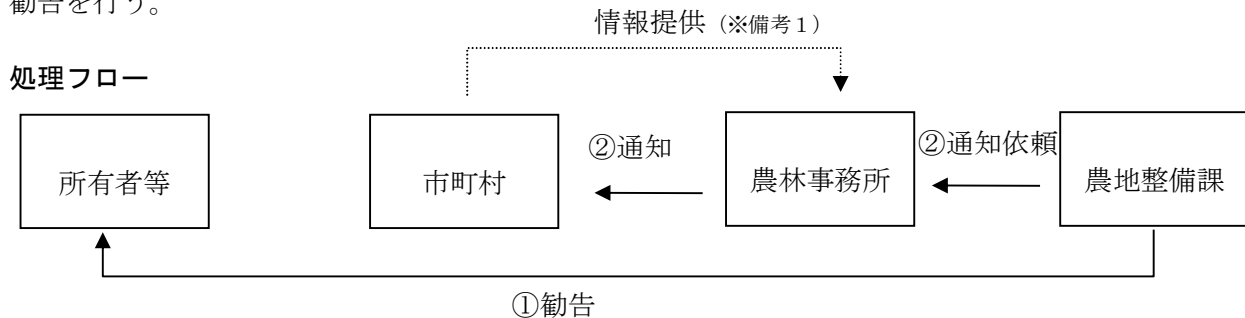 勧告を行う。
情報提供（※備考１）
処理フロー
所有者等
市町村
②通知
農林事務所
②通知依頼
農地整備課
①勧告